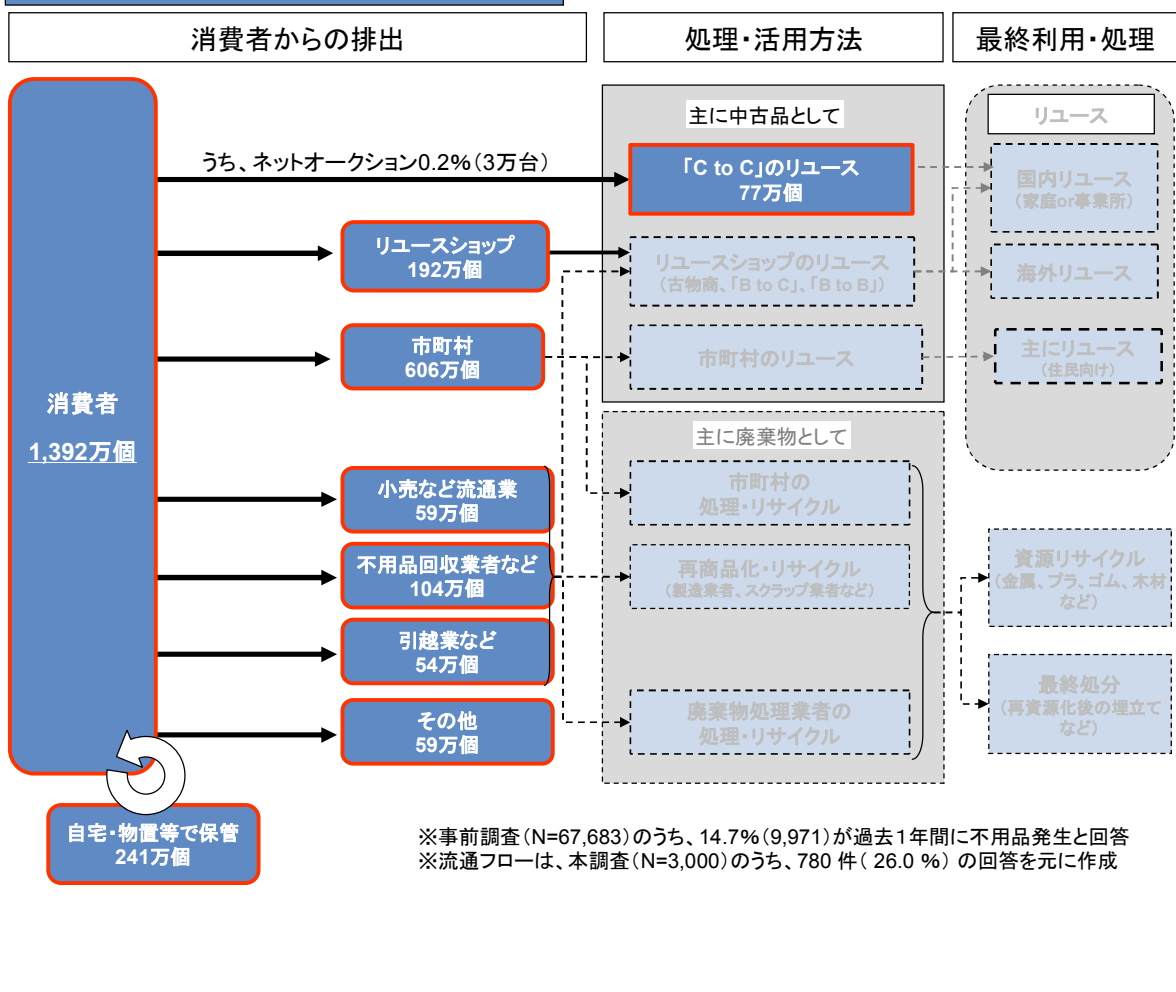 消費者からの排出
処理・活用方法
最終利用・処理
消費者
1,392万個
うち、ネットオークション0.2%(3万台)
リユースショップ
192万個
市町村
606万個
小売など流通業
59万個
不用品回収業者など
104万個
引越業など
54万個
その他
59万個
自宅・物置等で保管
241万個
主に中古品として
「C to C」のリユース
77万個
リユースショップのリユース
(古物商、「B to C」、「B to B」)
市町村のリユース
主に廃棄物として
市町村の
処理・リサイクル
再商品化・リサイクル
(製造業者、スクラップ業者など)
廃棄物処理業者の
処理・リサイクル
リユース
国内リユース
(家庭or事業所)
海外リユース
主にリユース
(住民向け)
資源リサイクル
(金属、プラ、ゴム、木材
など)
最終処分
(再資源化後の埋立て
など)
※事前調査(N=67,683)のうち、14.7%(9,971)が過去1年間に不用品発生と回答
※流通フローは、本調査(N=3,000)のうち、780 件( 26.0 %) の回答を元に作成